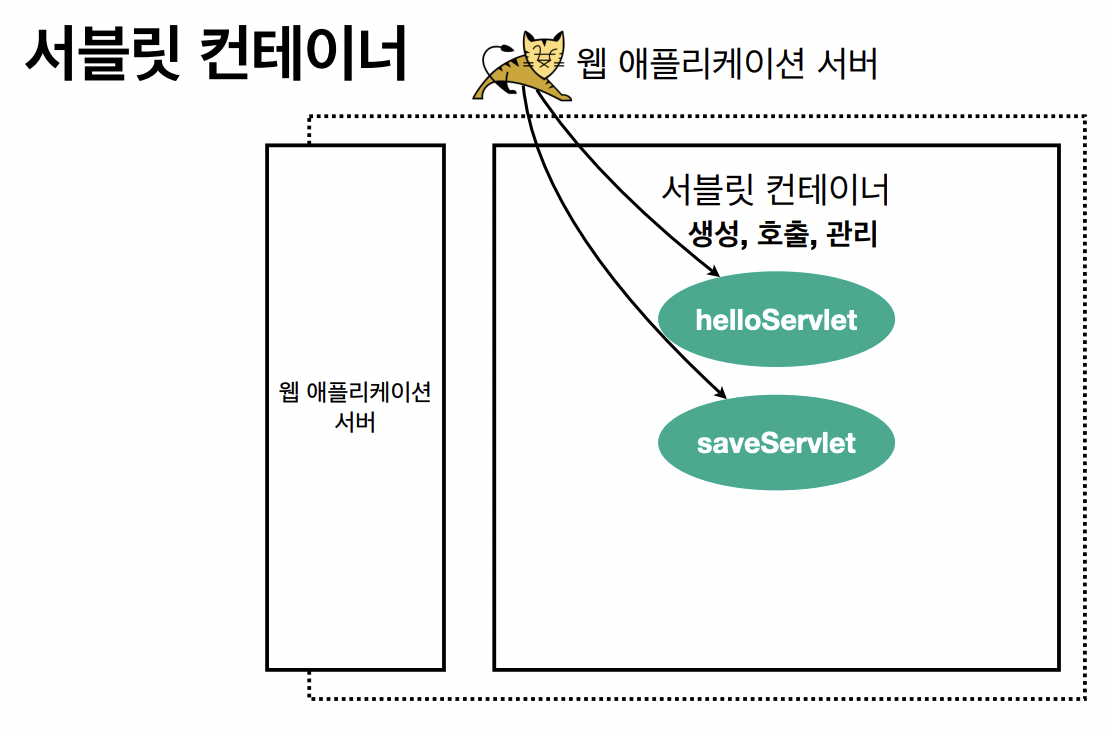 서블릿 컨테이너
웹 애플리케이션 서버
서블릿 컨테이너
생성, 호출, 관리
helloServlet
웹 애플리케이션
서버
saveServlet